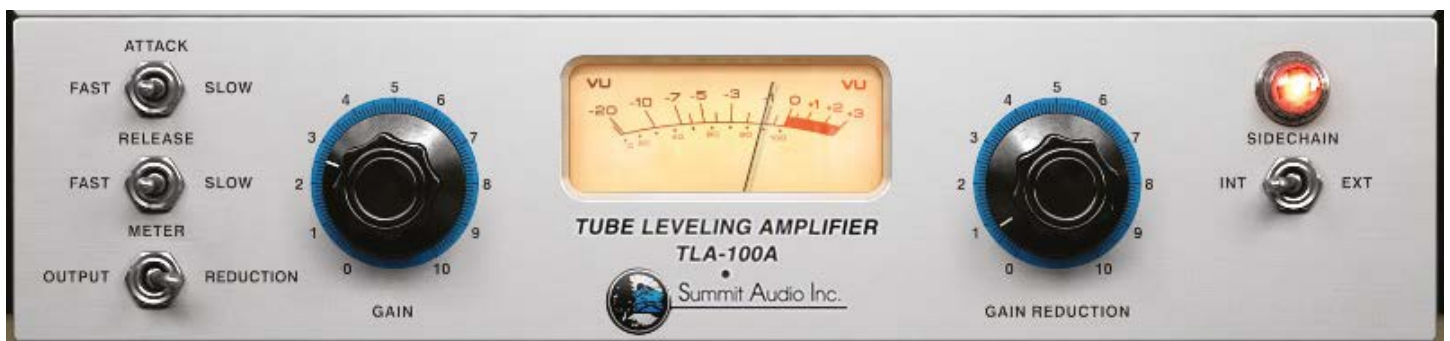 ATTACK
FAST SLOW
RELEASE
FAST SLOW
METER
OUTPUT REDUCTION
0 1 2 3 4 5 6 7 8 9 10
GAIN
VU VU
-20 -10 -7 -5 -3 0 +1 +2 +3
100
TUBE LEVELING AMPLIFIER
TLA-100A
Summit Audio Inc.
0 1 2 3 4 5 6 7 8 9 10
GAIN REDUCTION
SIDECHAIN
INT EXT